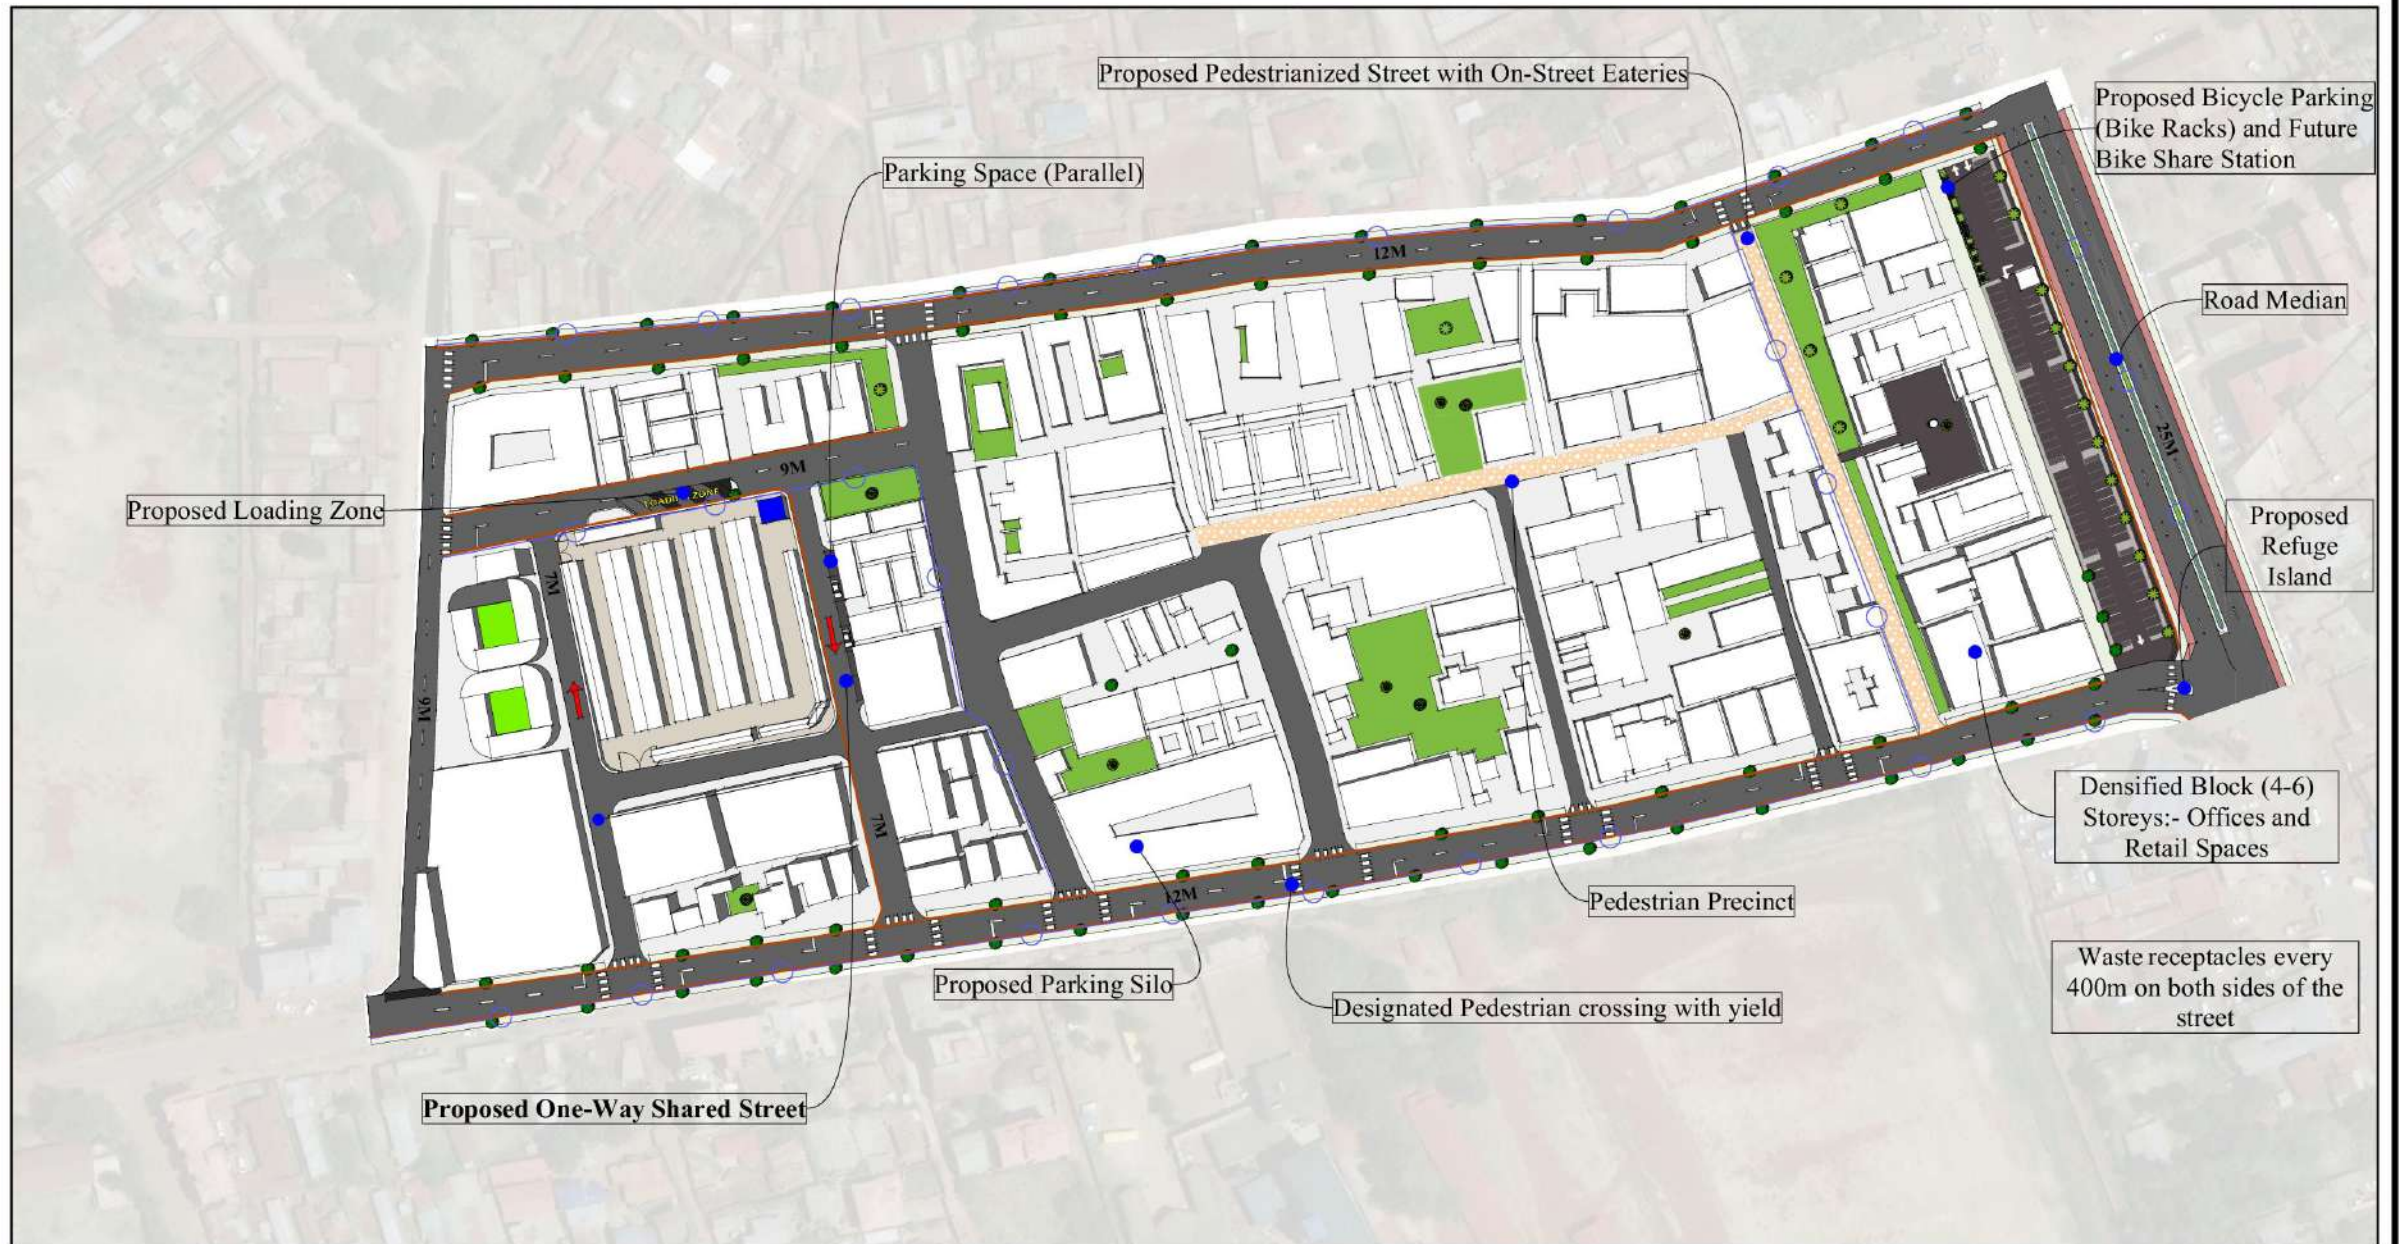 Proposed Pedestrianized Street with On-Street Eateries
Proposed Bicycle Parking
(Bike Racks) and Future
Bike Share Station
Parking Space (Parallel)
12M
Road Median
25M
9M
LOADING ZONE
Proposed Loading Zone
Proposed
Refuge
Island
7M
9M
7M
Densified Block (4-6)
Storeys:- Offices and
Retail Spaces
12M
Pedestrian Precinct
Proposed Parking Silo
Designated Pedestrian crossing with yield
Waste receptacles every
400m on both sides of the
street
Proposed One-Way Shared Street